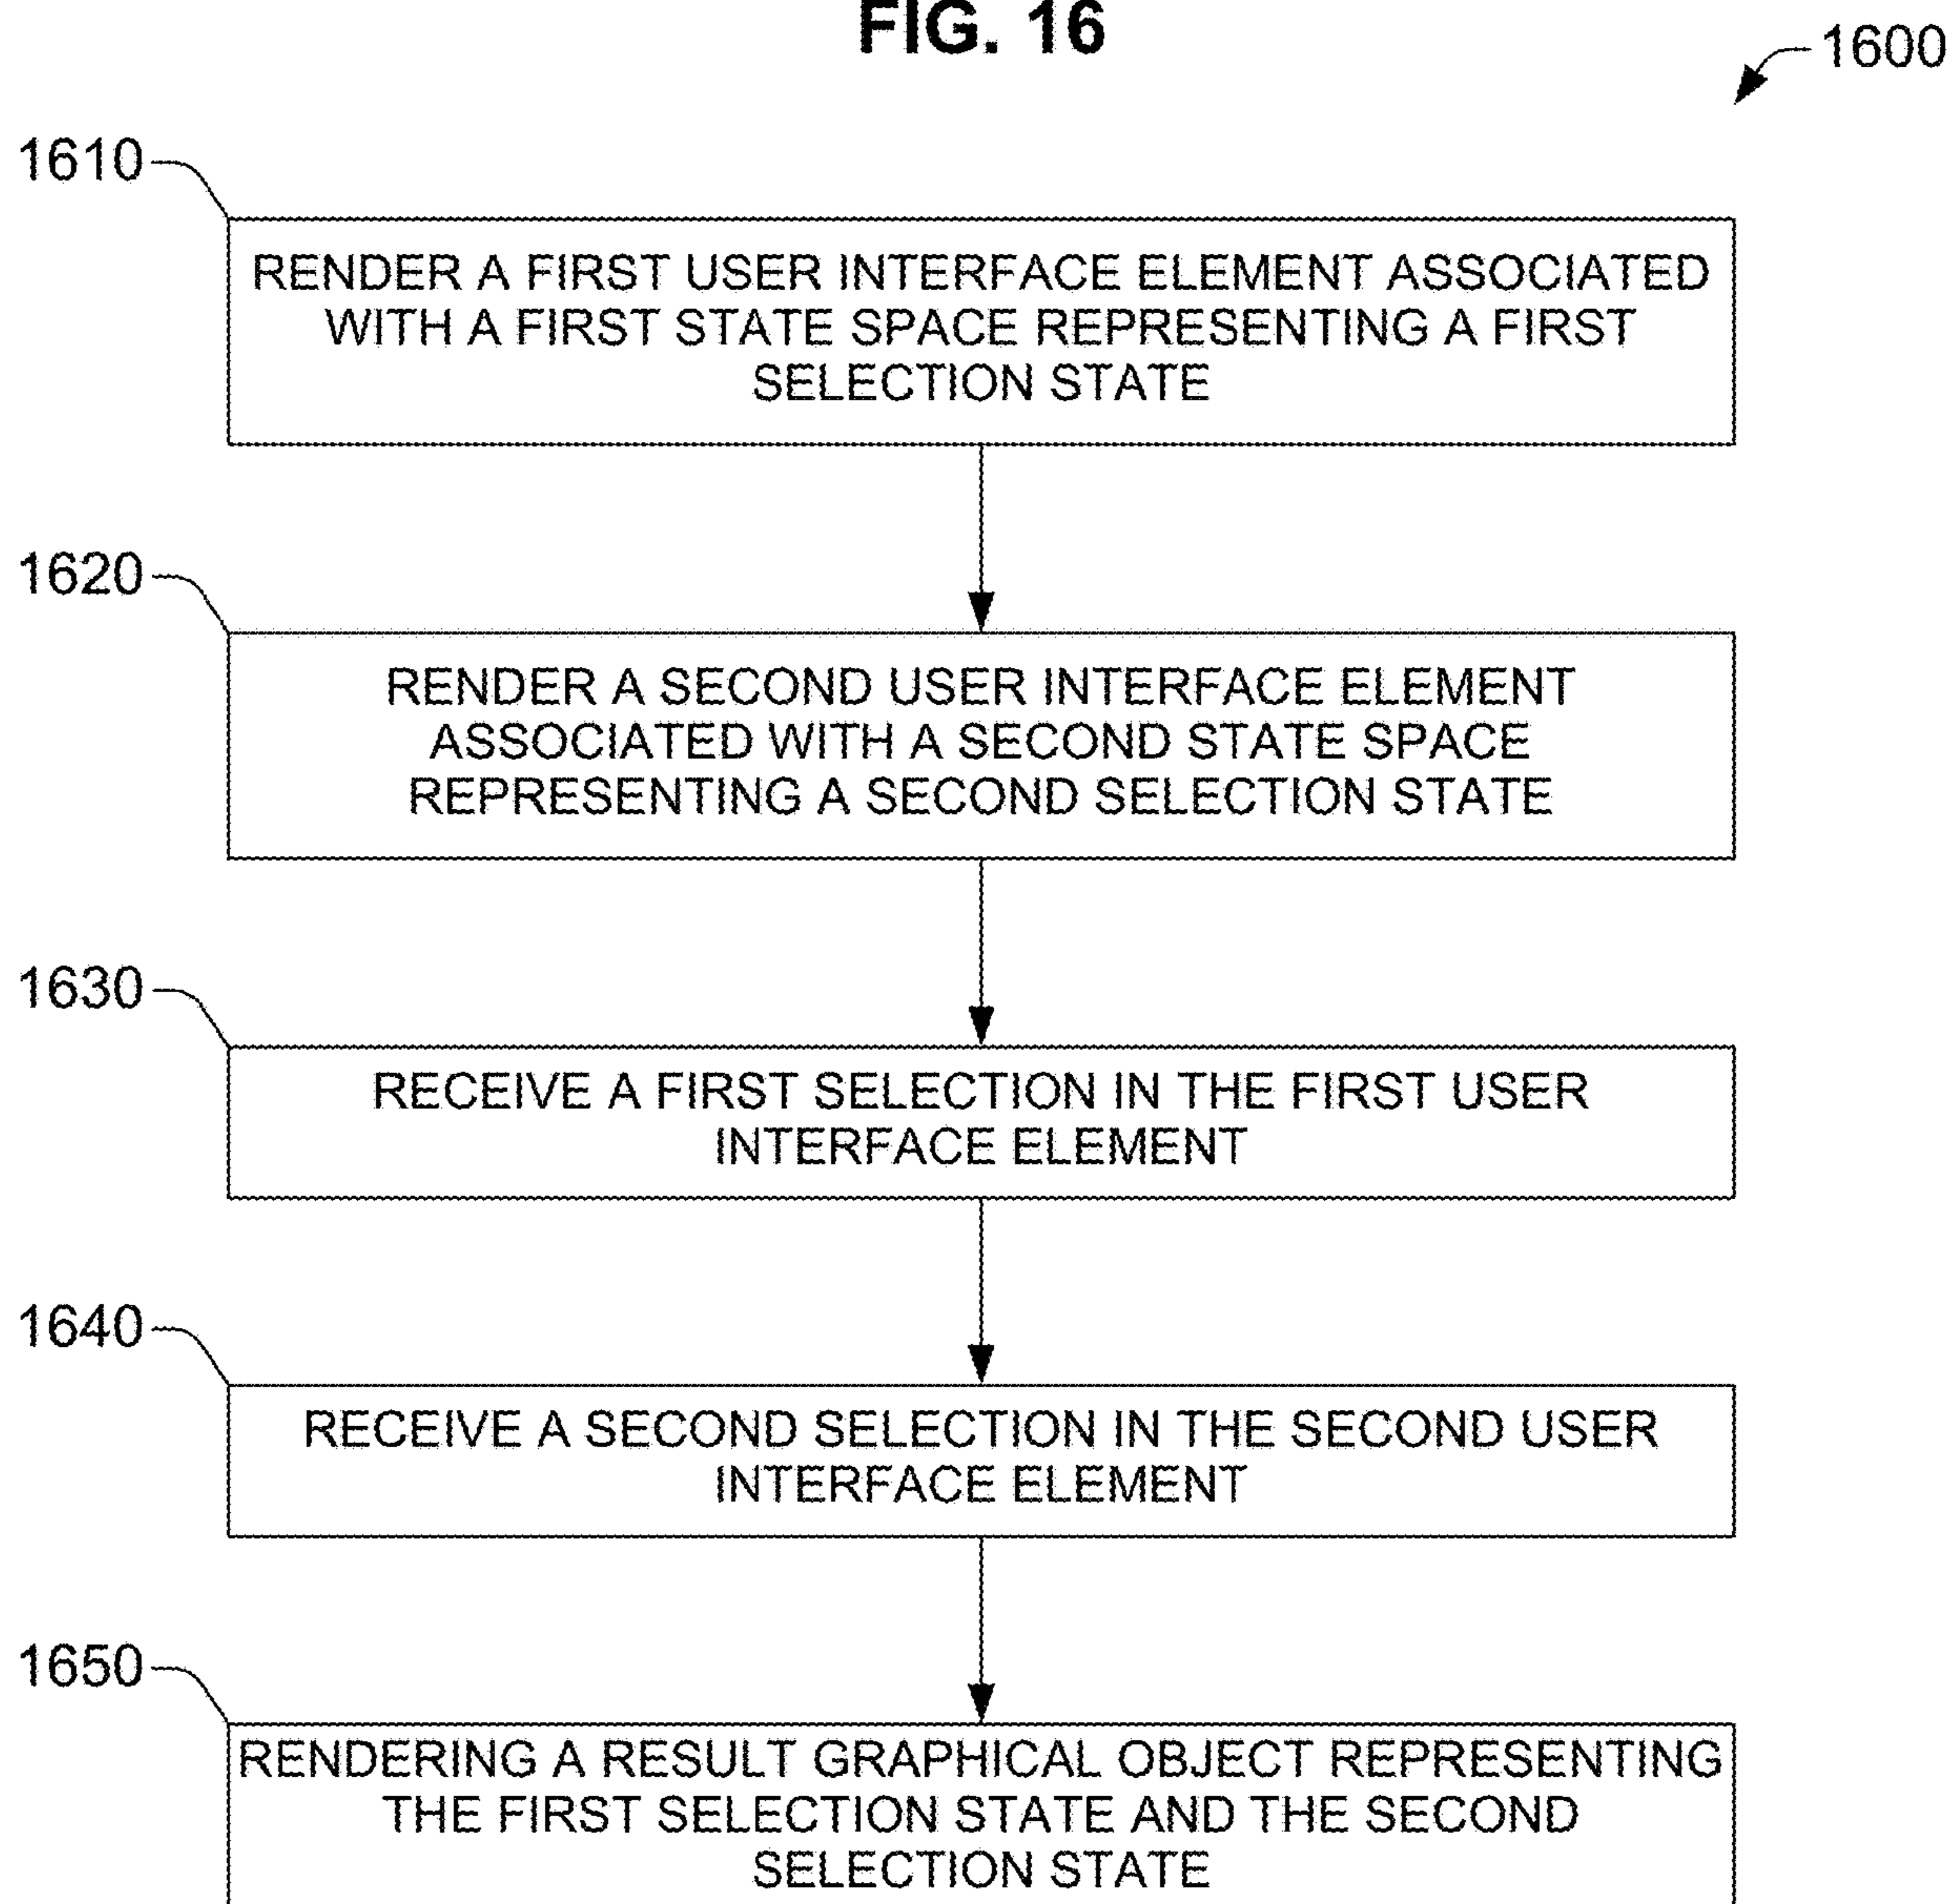 FIG. 16
1600
1610
RENDER A FIRST USER INTERFACE ELEMENT ASSOCIATED
WITH A FIRST STATE SPACE REPRESENTING A FIRST
SELECTION STATE
1620
RENDER A SECOND USER INTERFACE ELEMENT
ASSOCIATED WITH A SECOND STATE SPACE
REPRESENTING A SECOND SELECTION STATE
1630
RECEIVE A FIRST SELECTION IN THE FIRST USER
INTERFACE ELEMENT
1640
RECEIVE A SECOND SELECTION IN THE SECOND USER
INTERFACE ELEMENT
1650
RENDERING A RESULT GRAPHICAL OBJECT REPRESENTING
THE FIRST SELECTION STATE AND THE SECOND
SELECTION STATE